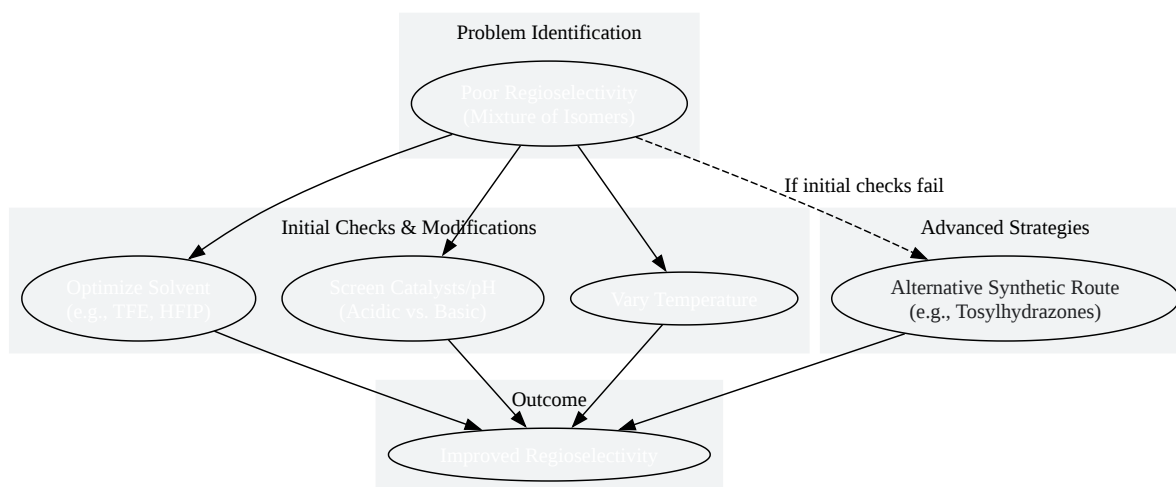 Problem Identification
Poor Regioselectivity
(Mixture of Isomers)
If initial checks fail
Initial Checks & Modifications
Advanced Strategies
Optimize Solvent
(e.g., TFE, HFIP)
Screen Catalysts/pH
(Acidic vs. Basic)
Vary Temperature
Alternative Synthetic Route
(e.g., Tosylhydrazones)
Outcome
Improved Regioselectivity